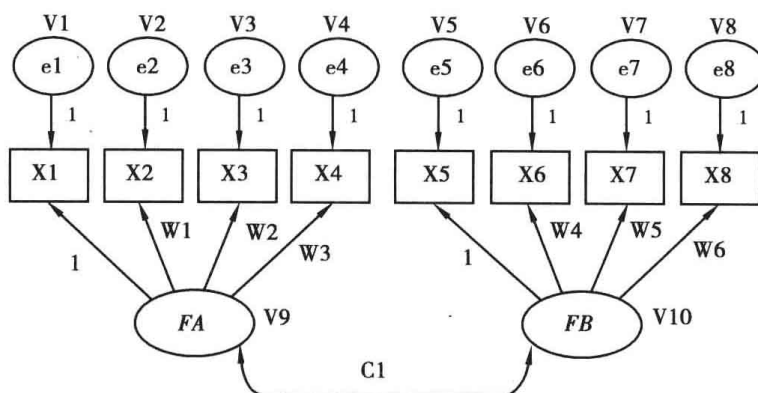 V1 V2 V3 V4 V5 V6 V7 V8
e1 e2 e3 e4 e5 e6 e7 e8
1 1 1 1 1 1 1 1
X1 X2 X3 X4 X5 X6 X7 X8
1 W1 W2 W3 1 W4 W5 W6
FA V9 FB V10
C1